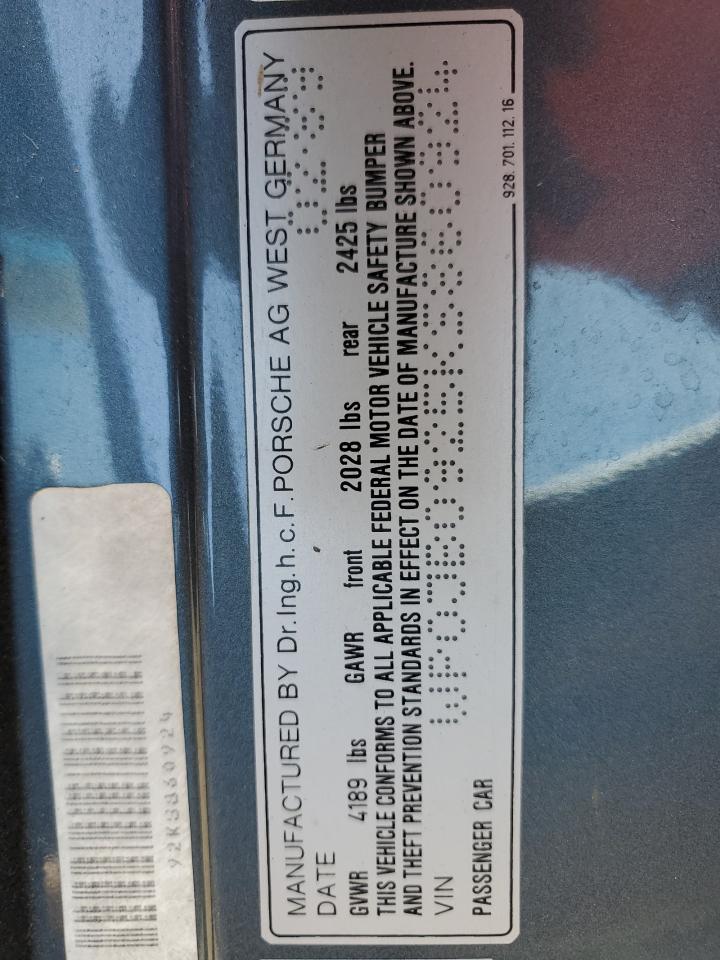 MANUFACTURED BY Dr. Ing. h. c. F. PORSCHE AG WEST GERMANY
DATE
GVWR 4189 lbs GAWR front 2028 lbs rear 2425 lbs
THIS VEHICLE CONFORMS TO ALL APPLICABLE FEDERAL MOTOR VEHICLE SAFETY BUMPER
AND THEFT PREVENTION STANDARDS IN EFFECT ON THE DATE OF MANUFACTURE SHOWN ABOVE.
VIN WP0JB0925KS860924
PASSENGER CAR
928. 701. 112. 16
92KS860924